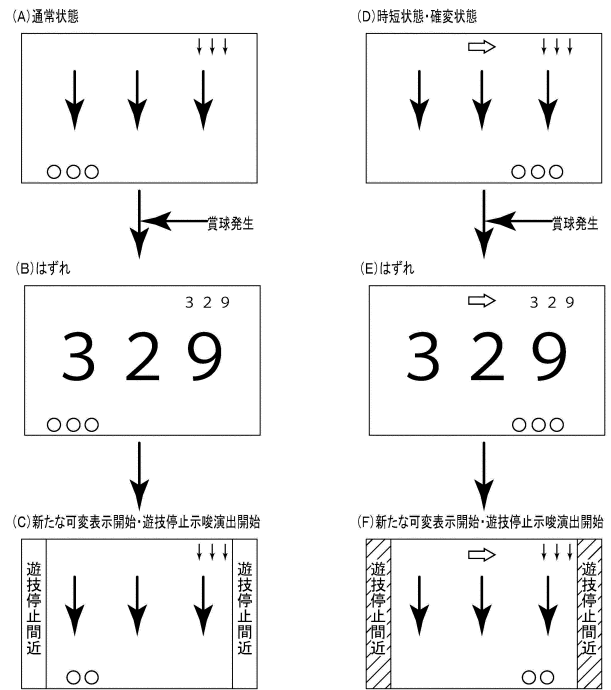 (A)通常状態
賞球発生
(B)はずれ
3 2 9
3 2 9
(C)新たな可変表示開始・遊技停止示唆演出開始
遊技停止間近
遊技停止間近
(D)時短状態・確変状態
賞球発生
(E)はずれ
3 2 9
3 2 9
(F)新たな可変表示開始・遊技停止示唆演出開始
遊技停止間近
遊技停止間近